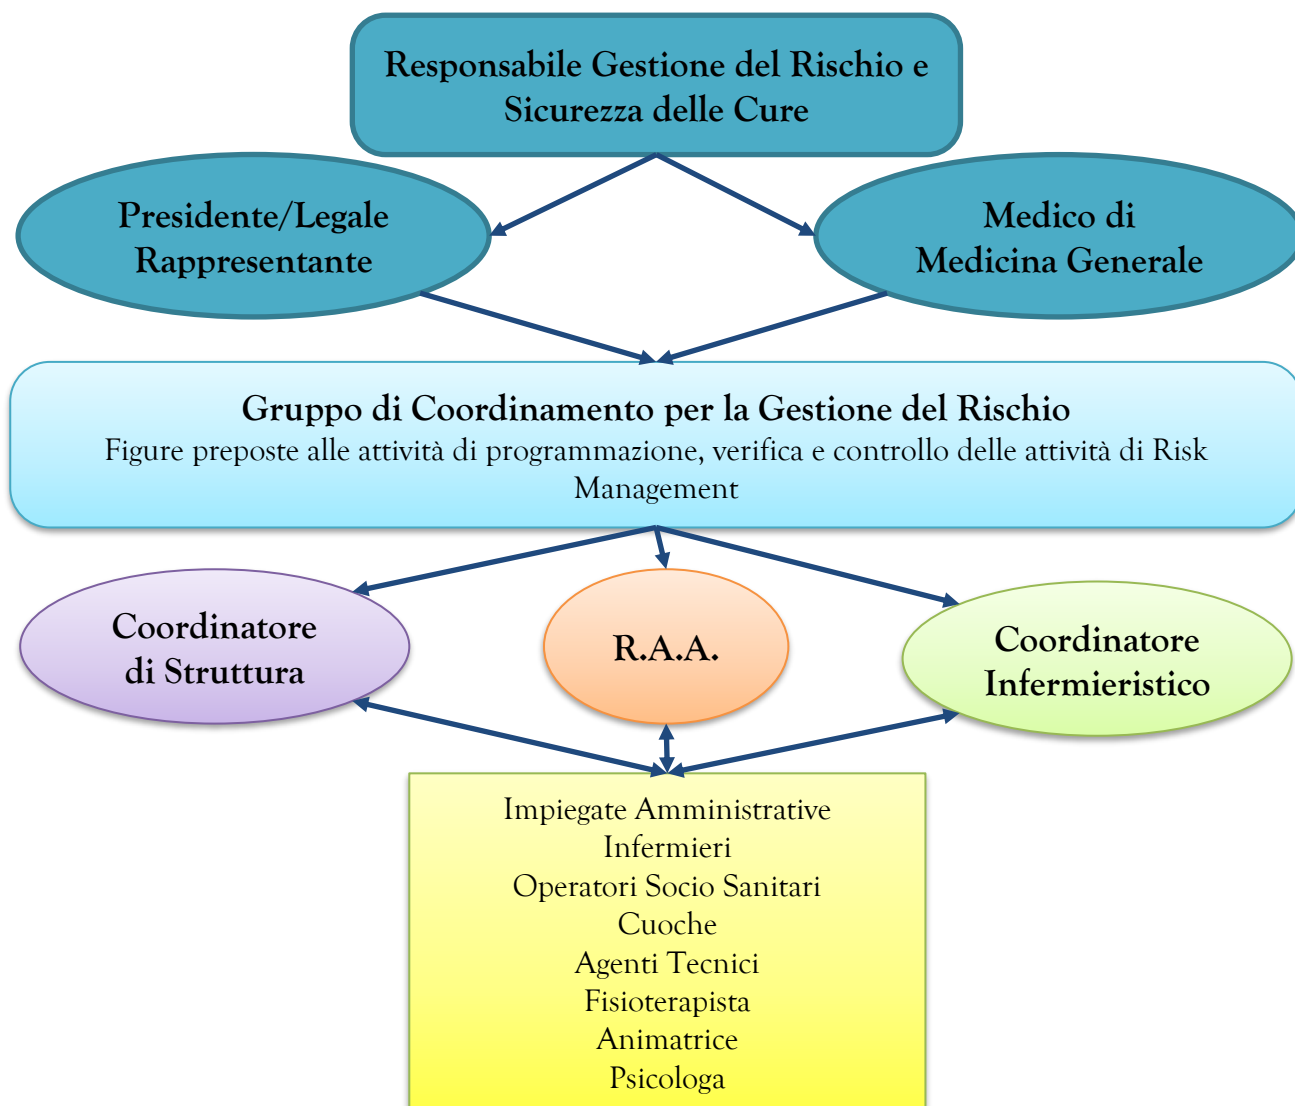 Responsabile Gestione del Rischio e
Sicurezza delle Cure
Presidente/Legale
Rappresentante
Medico di
Medicina Generale
Gruppo di Coordinamento per la Gestione del Rischio
Figure preposte alle attività di programmazione, verifica e controllo delle attività di Risk
Management
Coordinatore
di Struttura
R.A.A.
Coordinatore
Infermieristico
Impiegate Amministrative
Infermieri
Operatori Socio Sanitari
Cuoche
Agenti Tecnici
Fisioterapista
Animatrice
Psicologa